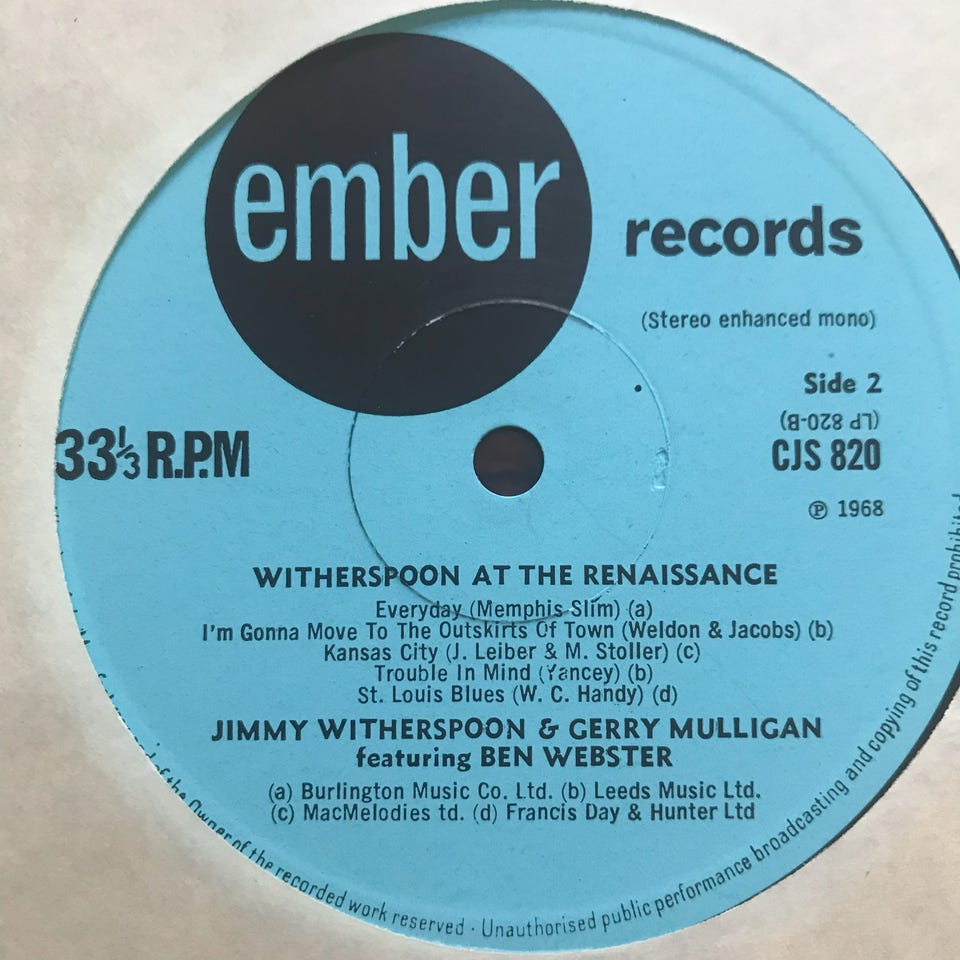 ember
records
(Stereo enhanced mono)
Side 2
(LP 820-B)
CJS 820
℗ 1968
33⅓ R.P.M
WITHERSPOON AT THE RENAISSANCE
Everyday (Memphis Slim) (a)
I'm Gonna Move To The Outskirts Of Town (Weldon & Jacobs) (b)
Kansas City (J. Leiber & M. Stoller) (c)
Trouble In Mind (Yancey) (b)
St. Louis Blues (W. C. Handy) (d)
JIMMY WITHERSPOON & GERRY MULLIGAN
featuring BEN WEBSTER
(a) Burlington Music Co. Ltd. (b) Leeds Music Ltd.
(c) MacMelodies td. (d) Francis Day & Hunter Ltd
of the Owner of the recorded work reserved · Unauthorised public performance broadcasting and copying of this record prohibited